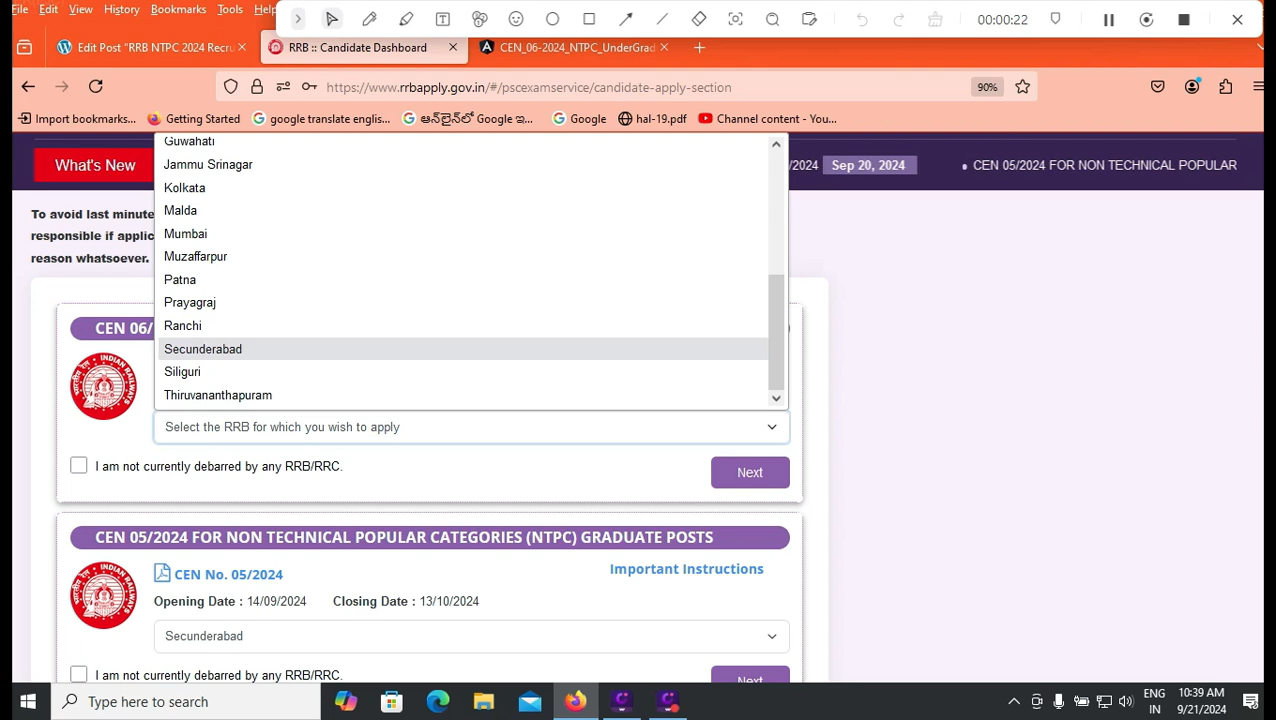 File Edit View History Bookmarks Tools Help
00:00:22
Edit Post “RRB NTPC 2024 Recru
RRB :: Candidate Dashboard
CEN_06-2024_NTPC_UnderGrad
https://www.rrbapply.gov.in/#/pscexamservice/candidate-apply-section
90%
Import bookmarks...
Getting Started
google translate englis...
ఆన్‌లైన్‌లో Google ఇ...
Google
hal-19.pdf
Channel content - You...
What's New
/2024 Sep 20, 2024
• CEN 05/2024 FOR NON TECHNICAL POPULAR
To avoid last minute
responsible if applic
reason whatsoever.
Guwahati
Jammu Srinagar
Kolkata
Malda
Mumbai
Muzaffarpur
Patna
Prayagraj
Ranchi
Secunderabad
Siliguri
Thiruvananthapuram
CEN 06/
INDIAN RAILWAYS
Select the RRB for which you wish to apply
I am not currently debarred by any RRB/RRC.
Next
CEN 05/2024 FOR NON TECHNICAL POPULAR CATEGORIES (NTPC) GRADUATE POSTS
INDIAN RAILWAYS
CEN No. 05/2024
Important Instructions
Opening Date : 14/09/2024 Closing Date : 13/10/2024
Secunderabad
I am not currently debarred by any RRB/RRC.
Next
Type here to search
ENG
IN
10:39 AM
9/21/2024